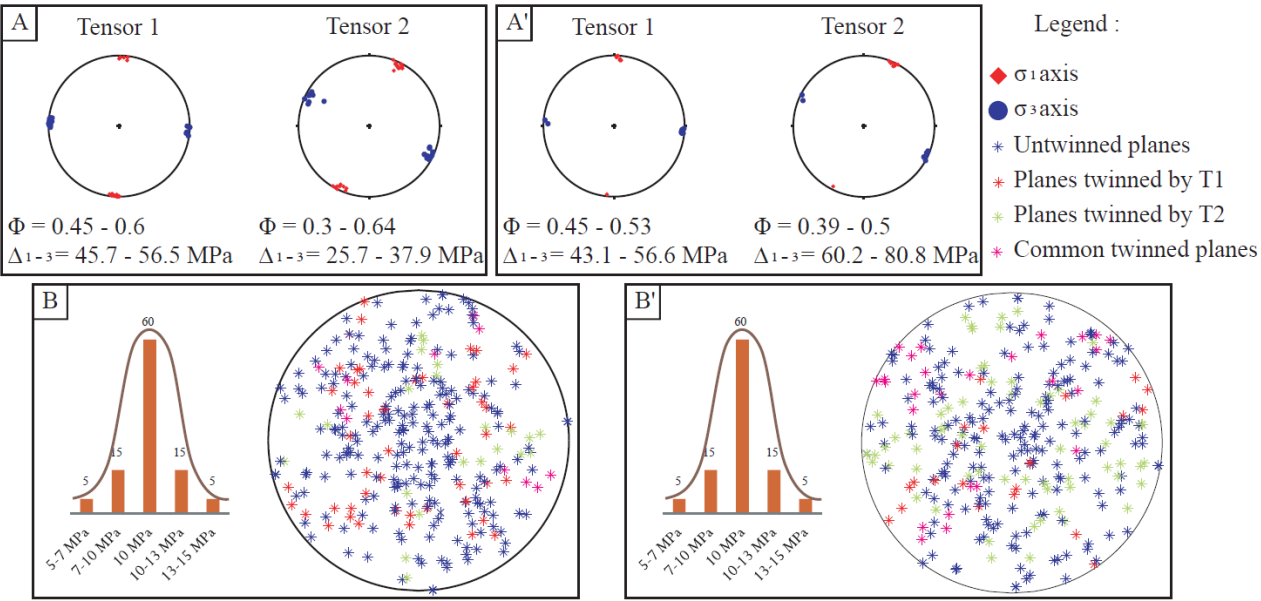 A
Tensor 1
Tensor 2
Φ = 0.45 - 0.6
Δ₁₋₃= 45.7 - 56.5 MPa
Φ = 0.3 - 0.64
Δ₁₋₃= 25.7 - 37.9 MPa
A'
Tensor 1
Tensor 2
Φ = 0.45 - 0.53
Δ₁₋₃= 43.1 - 56.6 MPa
Φ = 0.39 - 0.5
Δ₁₋₃= 60.2 - 80.8 MPa
Legend :
σ₁axis
σ₃axis
Untwinned planes
Planes twinned by T1
Planes twinned by T2
Common twinned planes
B
5
15
60
15
5
5-7 MPa
7-10 MPa
10 MPa
10-13 MPa
13-15 MPa
B'
5
15
60
15
5
5-7 MPa
7-10 MPa
10 MPa
10-13 MPa
13-15 MPa